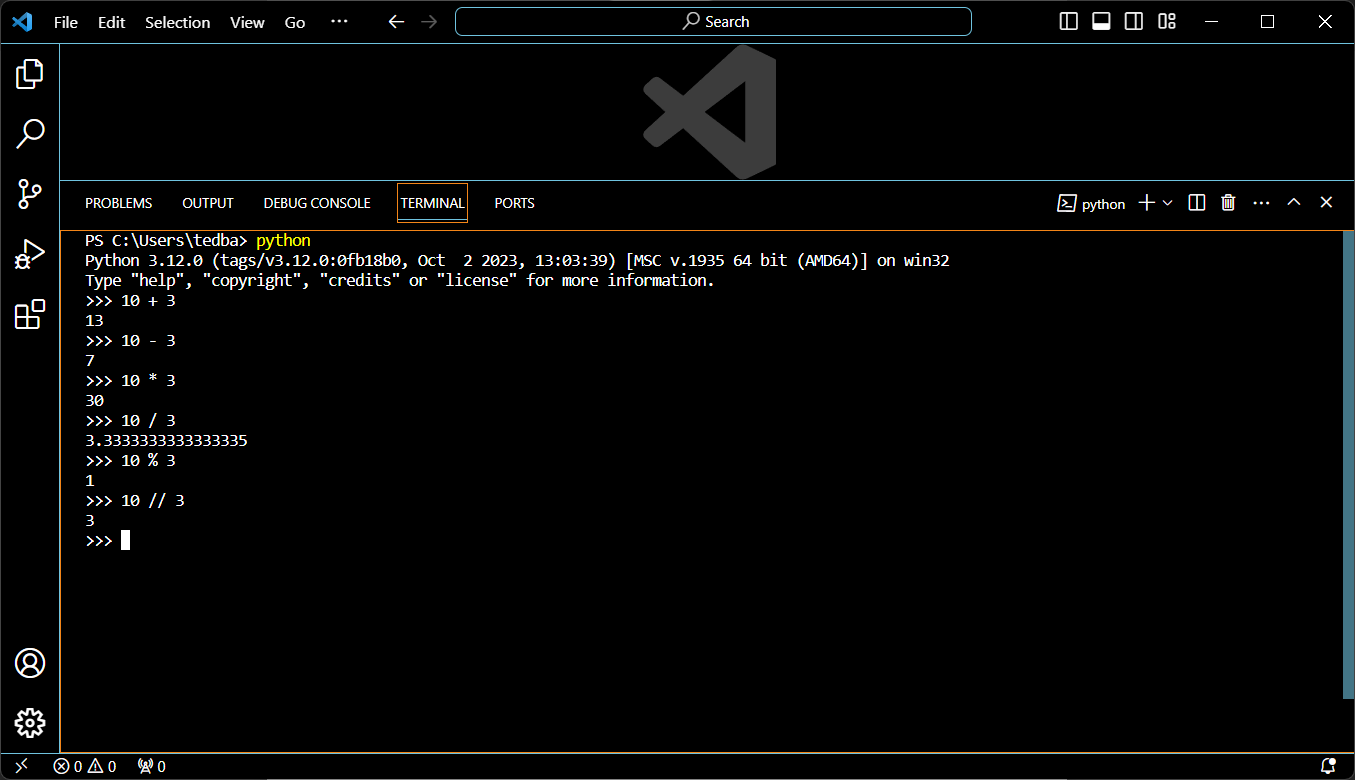 File Edit Selection View Go ... Search
PROBLEMS OUTPUT DEBUG CONSOLE TERMINAL PORTS python
PS C:\Users\tedba> python
Python 3.12.0 (tags/v3.12.0:0fb18b0, Oct  2 2023, 13:03:39) [MSC v.1935 64 bit (AMD64)] on win32
Type "help", "copyright", "credits" or "license" for more information.
>>> 10 + 3
13
>>> 10 - 3
7
>>> 10 * 3
30
>>> 10 / 3
3.3333333333333335
>>> 10 % 3
1
>>> 10 // 3
3
>>>
0 0 0